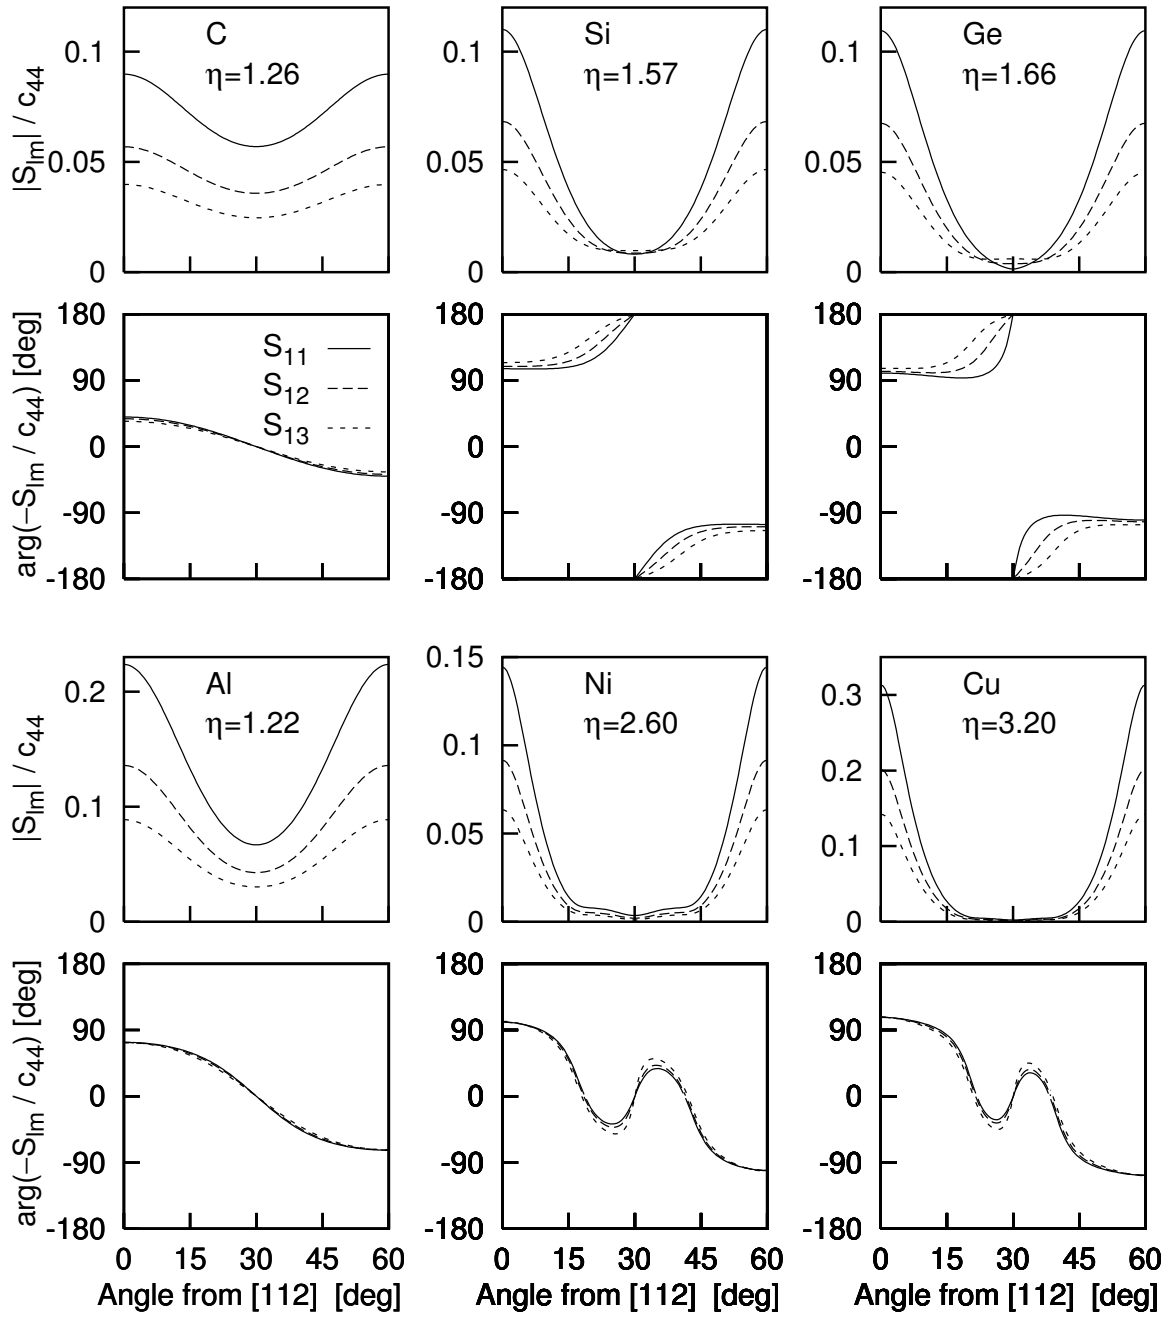 |S_lm| / c_44
0.1
0.05
0
C
η=1.26
0.1
0.05
0
Si
η=1.57
0.1
0.05
0
Ge
η=1.66
arg(−S_lm / c_44) [deg]
180
90
0
-90
-180
S_11
S_12
S_13
180
90
0
-90
-180
180
90
0
-90
-180
|S_lm| / c_44
0.2
0.1
0
Al
η=1.22
0.15
0.1
0.05
0
Ni
η=2.60
0.3
0.2
0.1
0
Cu
η=3.20
arg(−S_lm / c_44) [deg]
180
90
0
-90
-180
180
90
0
-90
-180
180
90
0
-90
-180
0 15 30 45 60
0 15 30 45 60
0 15 30 45 60
Angle from [112] [deg]
Angle from [112] [deg]
Angle from [112] [deg]